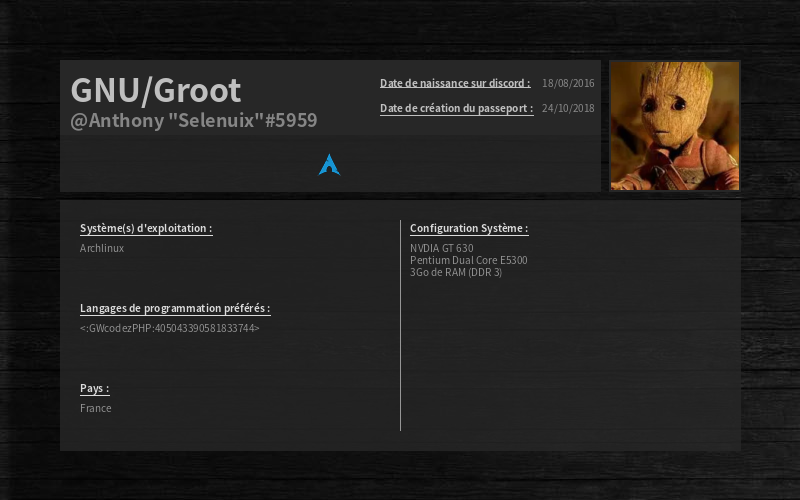 GNU/Groot
@Anthony "Selenuix"#5959
Date de naissance sur discord : 18/08/2016
Date de création du passeport : 24/10/2018
Système(s) d'exploitation :
Archlinux
Langages de programmation préférés :
<:GWcodezPHP:405043390581833744>
Pays :
France
Configuration Système :
NVDIA GT 630
Pentium Dual Core E5300
3Go de RAM (DDR 3)